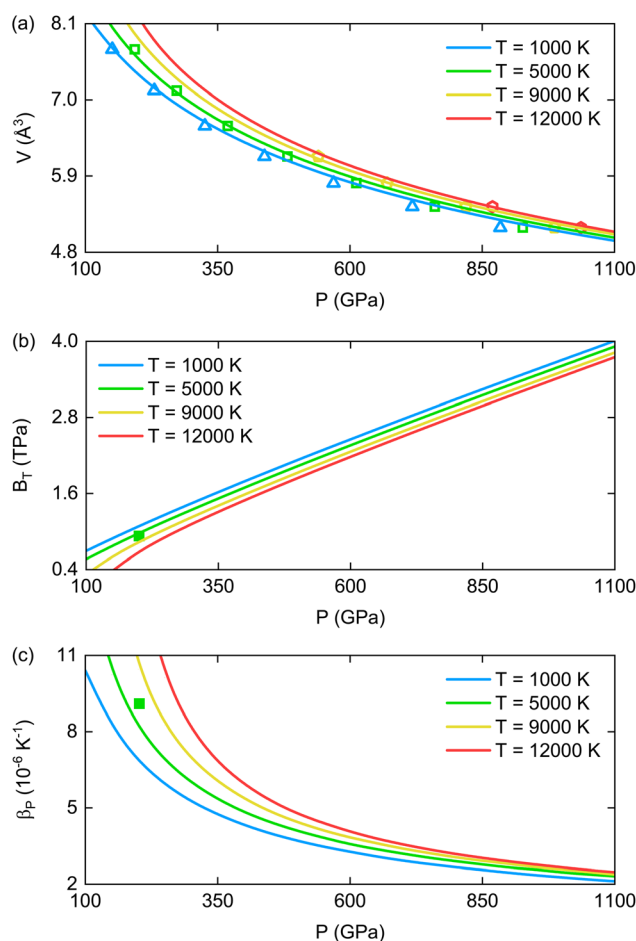 (a)
8.1
7.0
5.9
4.8
V (Å³)
T = 1000 K
T = 5000 K
T = 9000 K
T = 12000 K
100 350 600 850 1100
P (GPa)
(b)
4.0
2.8
1.6
0.4
B_T (TPa)
T = 1000 K
T = 5000 K
T = 9000 K
T = 12000 K
100 350 600 850 1100
P (GPa)
(c)
11
8
5
2
β_P (10⁻⁶ K⁻¹)
T = 1000 K
T = 5000 K
T = 9000 K
T = 12000 K
100 350 600 850 1100
P (GPa)